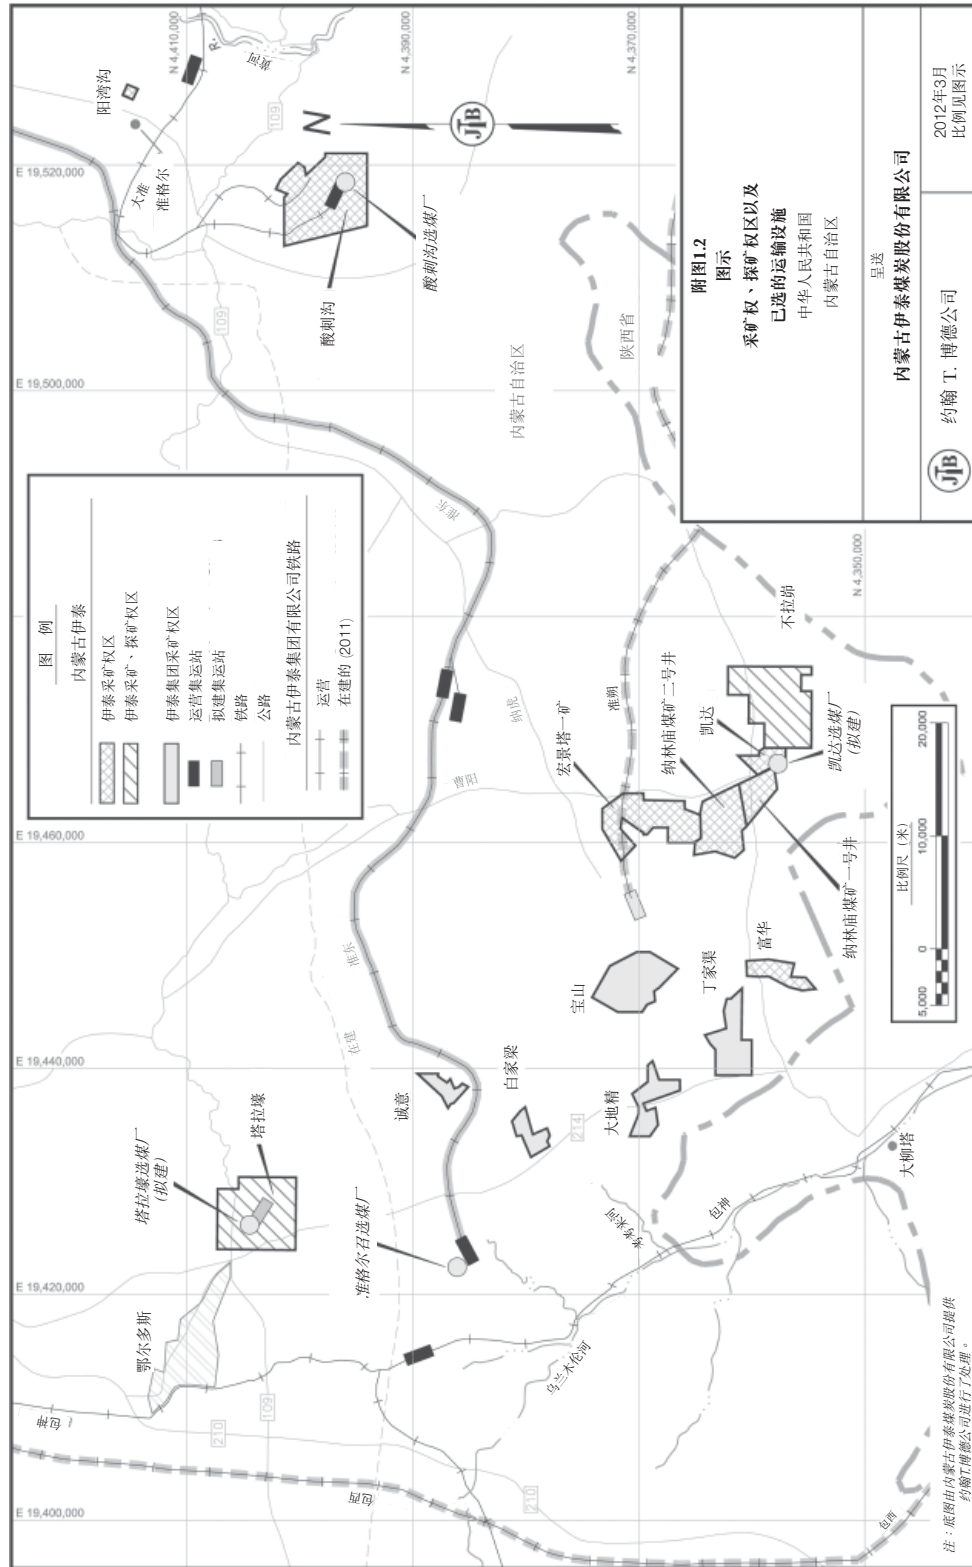 附图1.2
图示
采矿权、探矿权区以及
已选的运输设施
中华人民共和国
内蒙古自治区
呈送
内蒙古伊泰煤炭股份有限公司
JTB
约翰 T. 博德公司
2012年3月
比例见图示
图 例
内蒙古伊泰
伊泰采矿权区
伊泰采矿、探矿权区
伊泰集团采矿权区
运营集运站
拟建集运站
铁路
公路
内蒙古伊泰集团有限公司铁路
运营
在建的 (2011)
E 19,400,000
E 19,420,000
E 19,440,000
E 19,460,000
E 19,500,000
E 19,520,000
N 4,410,000
N 4,390,000
N 4,370,000
N 4,350,000
N
JTB
包神
鄂尔多斯
塔拉壕选煤厂
(拟建)
塔拉壕
109
210
包西
210
包西
准格尔召选煤厂
乌兰木伦河
包神
大柳塔
诚意
白家梁
大地精
214
宝山
丁家渠
富华
在建
准东
曹阳
纳虎
准东
宏景塔一矿
准朔
纳林庙煤矿二号井
凯达
凯达选煤厂
(拟建)
纳林庙煤矿一号井
不拉峁
内蒙古自治区
陕西省
109
109
大准
准格尔
阳湾沟
R.
黄河
酸刺沟
酸刺沟选煤厂
比例尺 (米)
5,000
0
10,000
20,000
注：底图由内蒙古伊泰煤炭股份有限公司提供
约翰T.博德公司进行了处理。